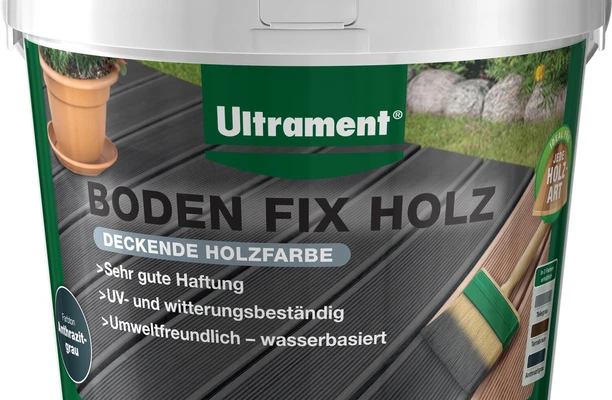 Ultrament®
BODEN FIX HOLZ
DECKENDE HOLZFARBE
>Sehr gute Haftung
>UV- und witterungsbeständig
>Umweltfreundlich – wasserbasiert
JEDE
HOLZ-
ART
Farbton
Anthrazit-
grau